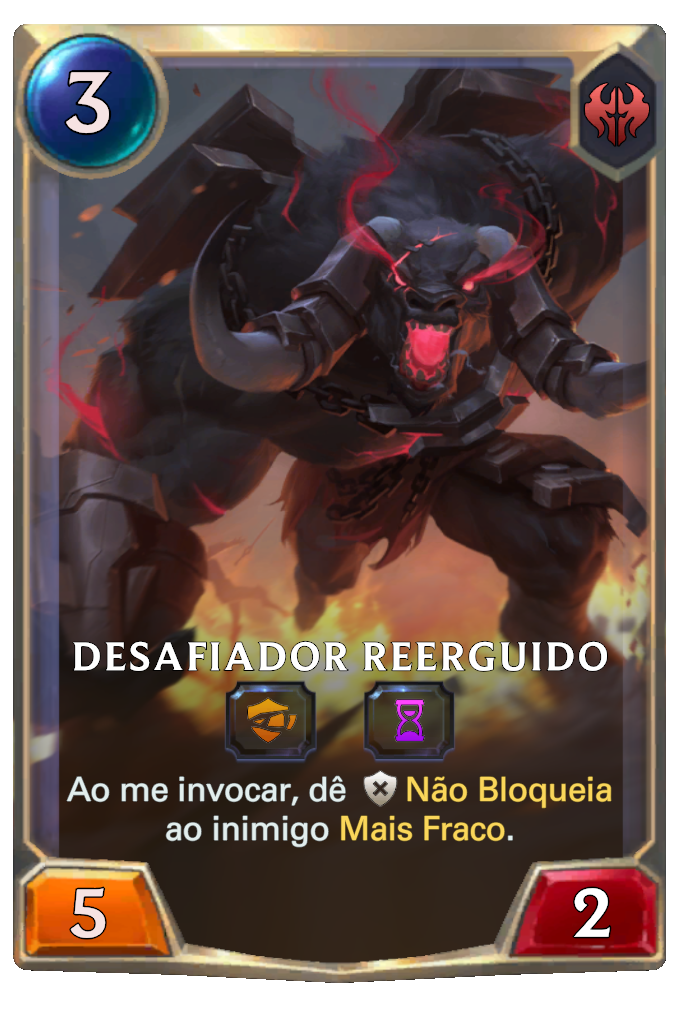 3
DESAFIADOR REERGUIDO
Ao me invocar, dê Não Bloqueia
ao inimigo Mais Fraco.
5 2